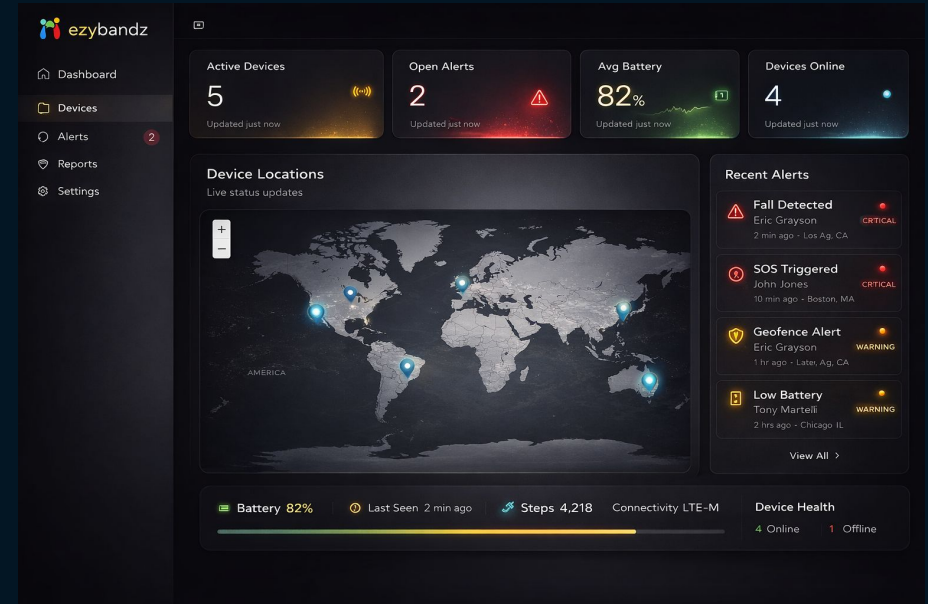 ezybandz
Dashboard
Devices
Alerts 2
Reports
Settings
Active Devices
5
Updated just now
Open Alerts
2
Updated just now
Avg Battery
82%
Updated just now
Devices Online
4
Updated just now
Device Locations
Live status updates
+
−
AMERICA
Recent Alerts
Fall Detected
Eric Grayson
CRTICAL
2 min ago - Los Ag, CA
SOS Triggered
John Jones
CRTICAL
10 min ago - Boston, MA
Geofence Alert
Eric Grayson
WARNING
1 hr ago - Later, Ag, CA
Low Battery
Tony Martelli
WARNING
2 hrs ago - Chicago IL
View All >
Battery 82%
Last Seen 2 min ago
Steps 4,218
Connectivity LTE-M
Device Health
4 Online
1 Offline